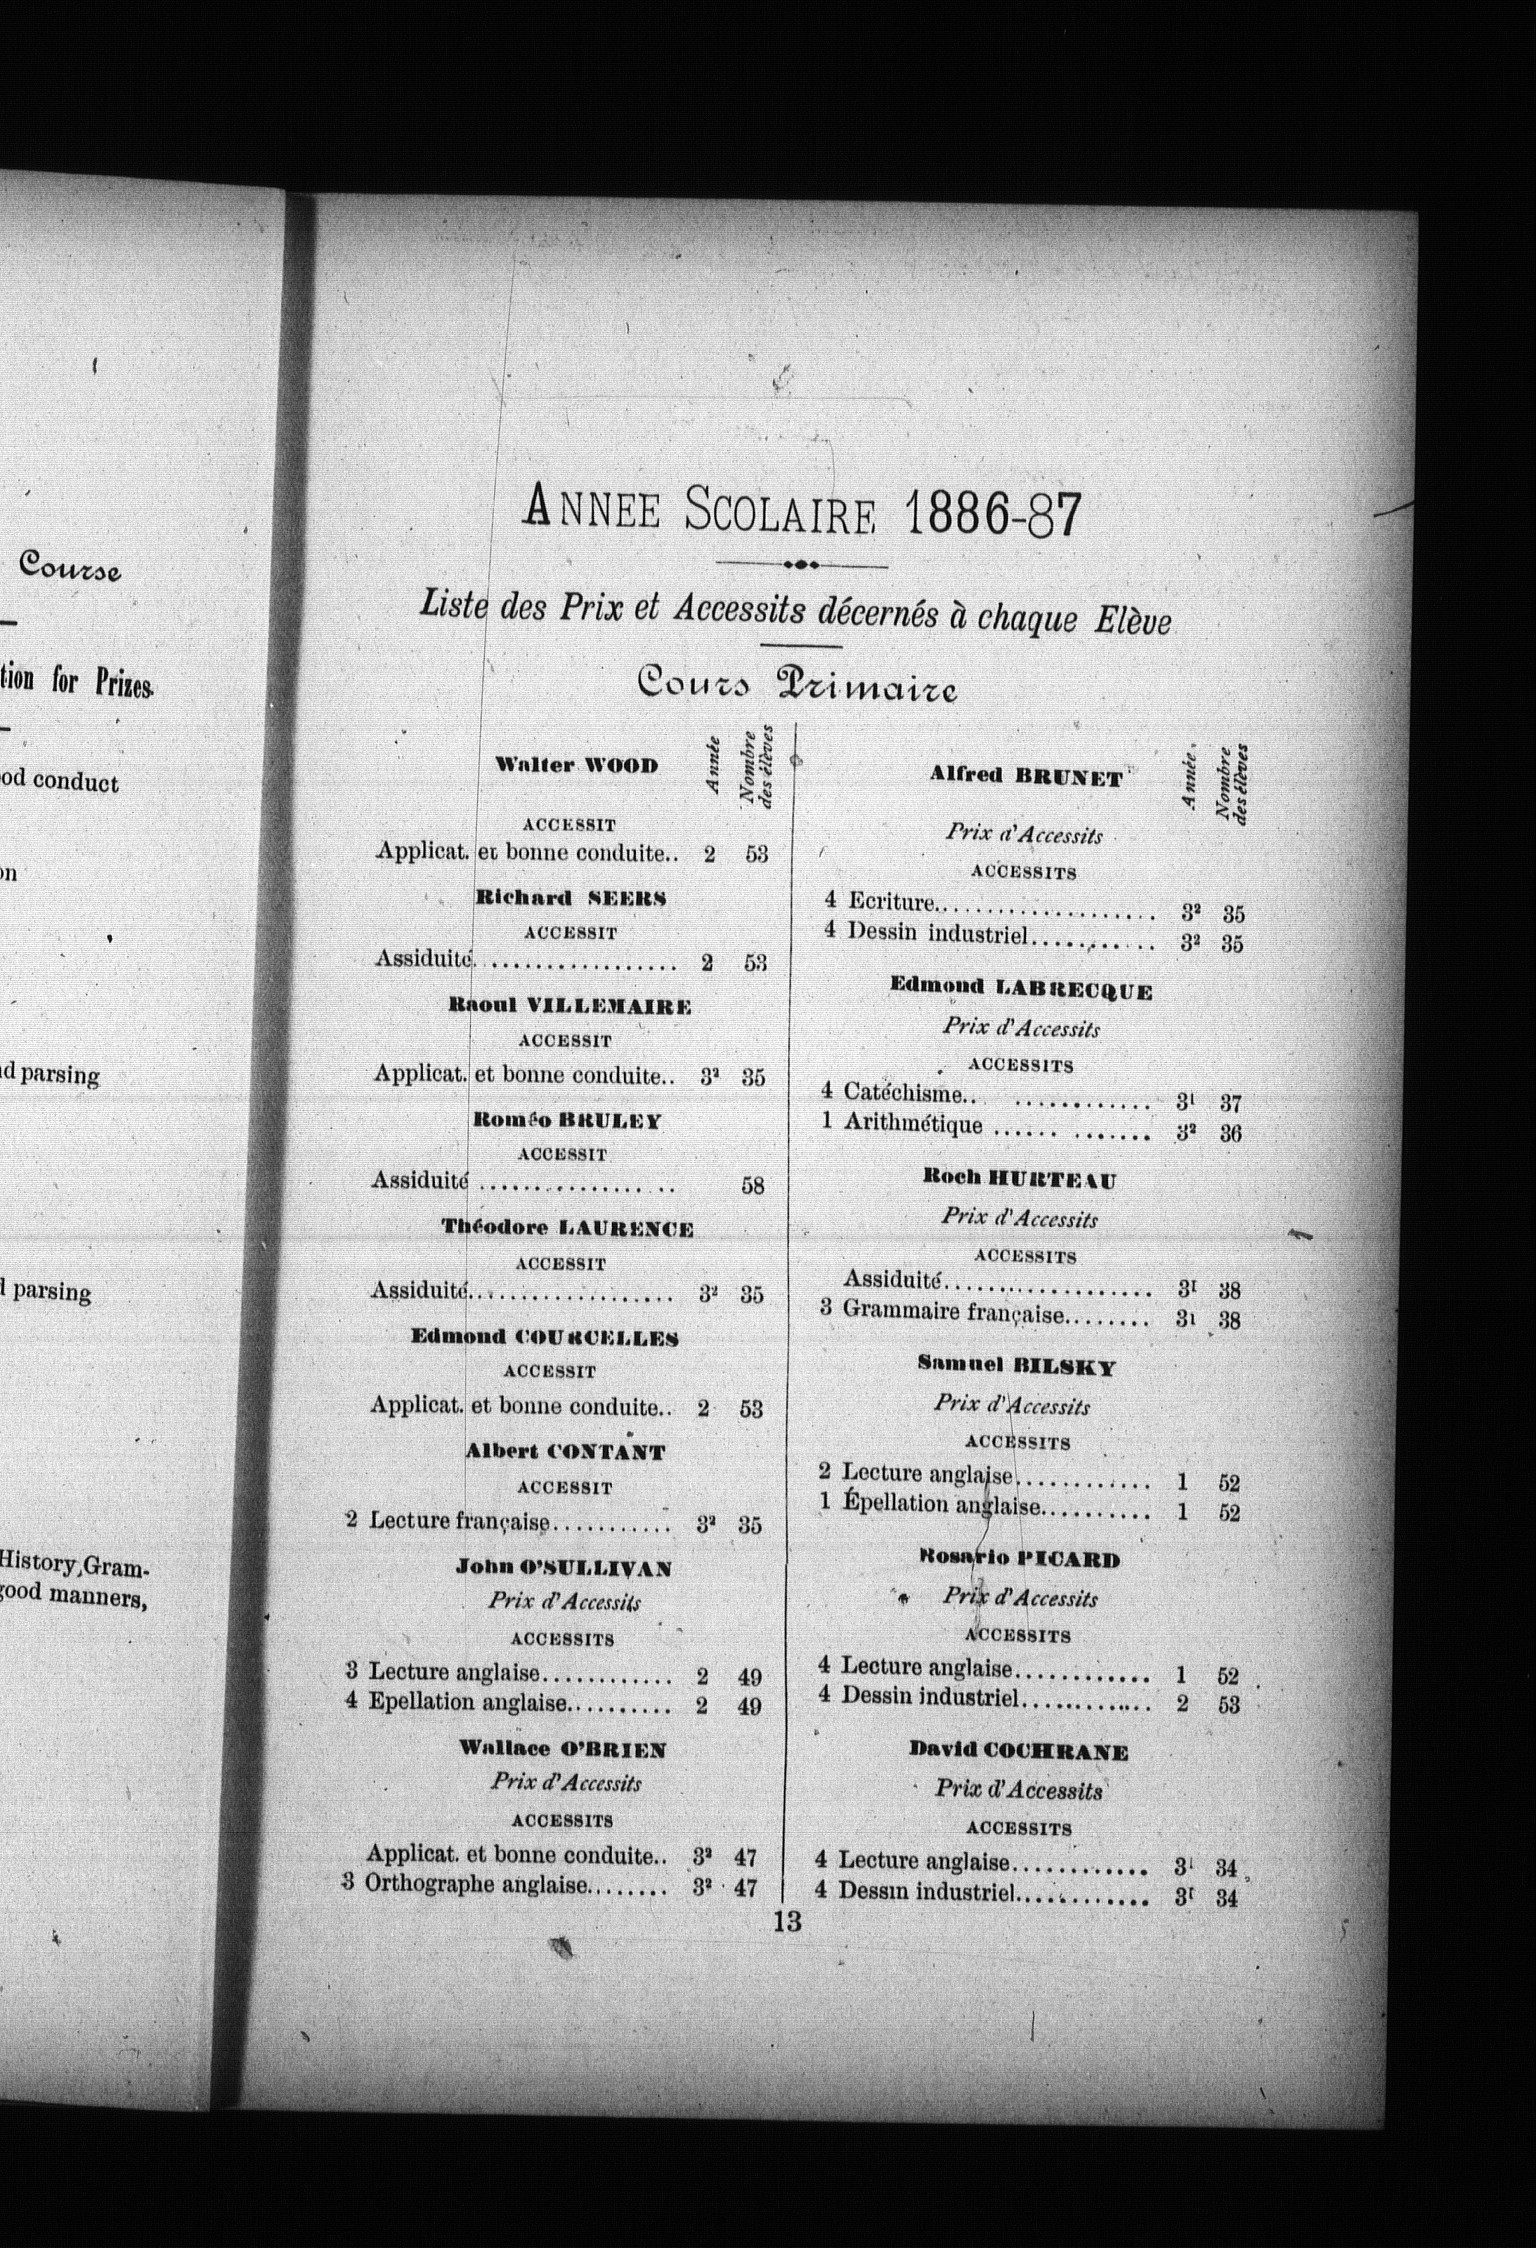 Course
tion for Prizes.
ood conduct
on
nd parsing
d parsing
History, Gram-
good manners,
ANNEE SCOLAIRE 1886-87
Liste des Prix et Accessits décernés à chaque Elève
Cours Primaire
Walter WOOD
Année
Nombre
des élèves
ACCESSIT
Applicat. et bonne conduite.. 2 53
Richard SEERS
ACCESSIT
Assiduité.................. 2 53
Raoul VILLEMAIRE
ACCESSIT
Applicat. et bonne conduite.. 3² 35
Roméo BRULEY
ACCESSIT
Assiduité .................. 58
Théodore LAURENCE
ACCESSIT
Assiduité................... 3² 35
Edmond COURCELLES
ACCESSIT
Applicat. et bonne conduite.. 2 53
Albert CONTANT
ACCESSIT
2 Lecture française........... 3² 35
John O'SULLIVAN
Prix d'Accessits
ACCESSITS
3 Lecture anglaise............ 2 49
4 Epellation anglaise.......... 2 49
Wallace O'BRIEN
Prix d'Accessits
ACCESSITS
Applicat. et bonne conduite.. 3² 47
3 Orthographe anglaise........ 3² 47
Alfred BRUNET
Année
Nombre
des élèves
Prix d'Accessits
ACCESSITS
4 Ecriture.................... 3² 35
4 Dessin industriel........... 3² 35
Edmond LABRECQUE
Prix d'Accessits
ACCESSITS
4 Catéchisme.. ............ 3¹ 37
1 Arithmétique ...... ....... 3² 36
Roch HURTEAU
Prix d'Accessits
ACCESSITS
Assiduité................... 3¹ 38
3 Grammaire française........ 3¹ 38
Samuel BILSKY
Prix d'Accessits
ACCESSITS
2 Lecture anglaise............ 1 52
1 Épellation anglaise.......... 1 52
Rosario PICARD
Prix d'Accessits
ACCESSITS
4 Lecture anglaise............ 1 52
4 Dessin industriel............ 2 53
David COCHRANE
Prix d'Accessits
ACCESSITS
4 Lecture anglaise............ 3¹ 34
4 Dessin industriel............ 3¹ 34
13